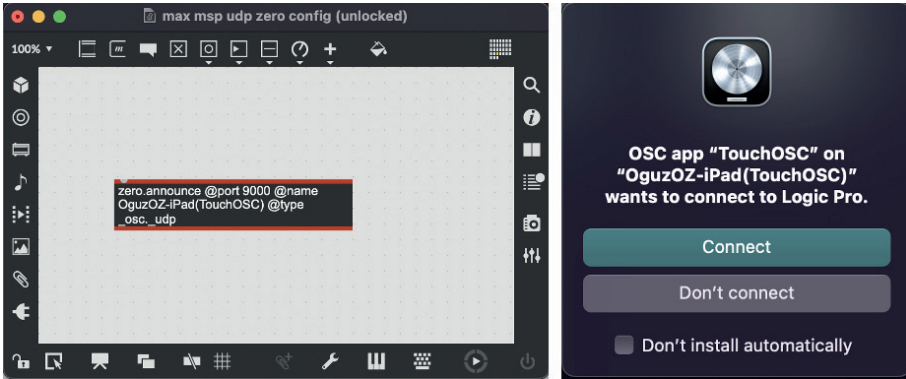 max msp udp zero config (unlocked)
100%
zero.announce @port 9000 @name
OguzOZ-iPad(TouchOSC) @type
_osc._udp
OSC app “TouchOSC” on
“OguzOZ-iPad(TouchOSC)”
wants to connect to Logic Pro.
Connect
Don’t connect
Don’t install automatically